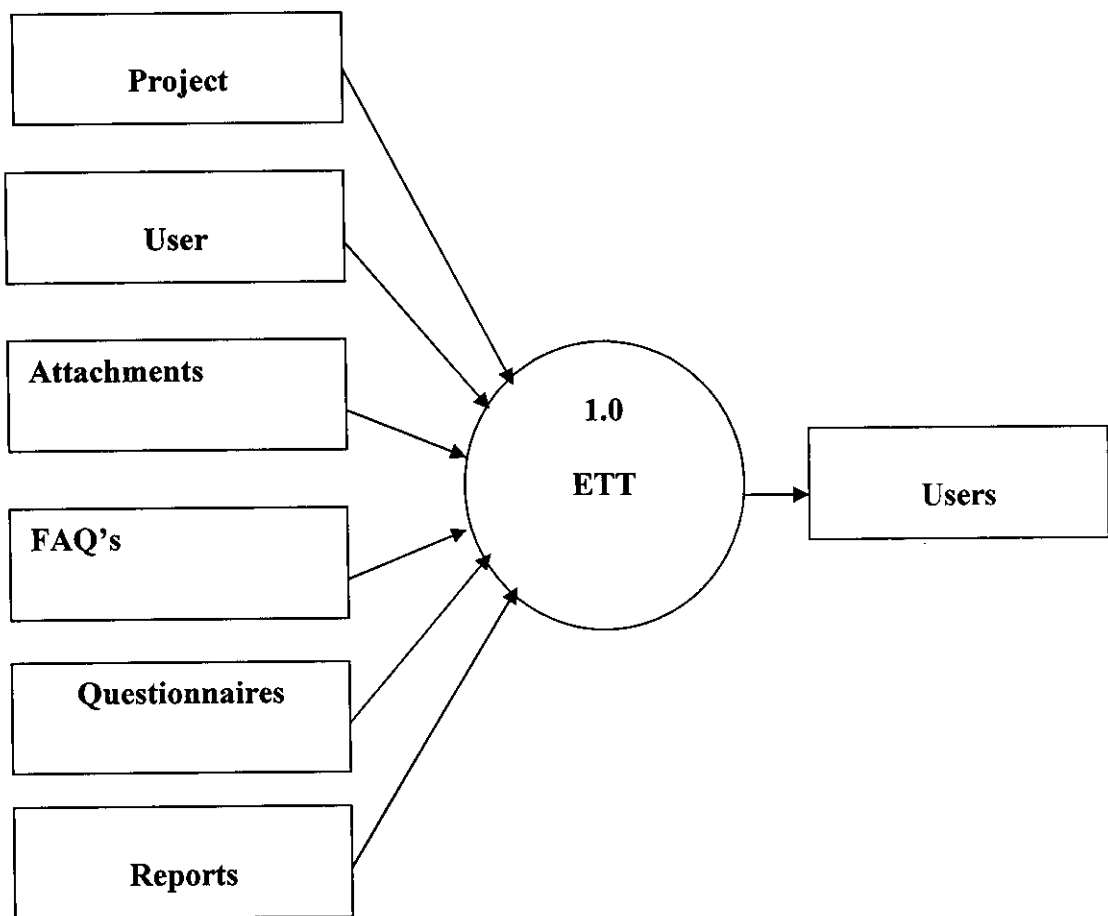 Project
User
Attachments
FAQ's
Questionnaires
Reports
1.0
ETT
Users